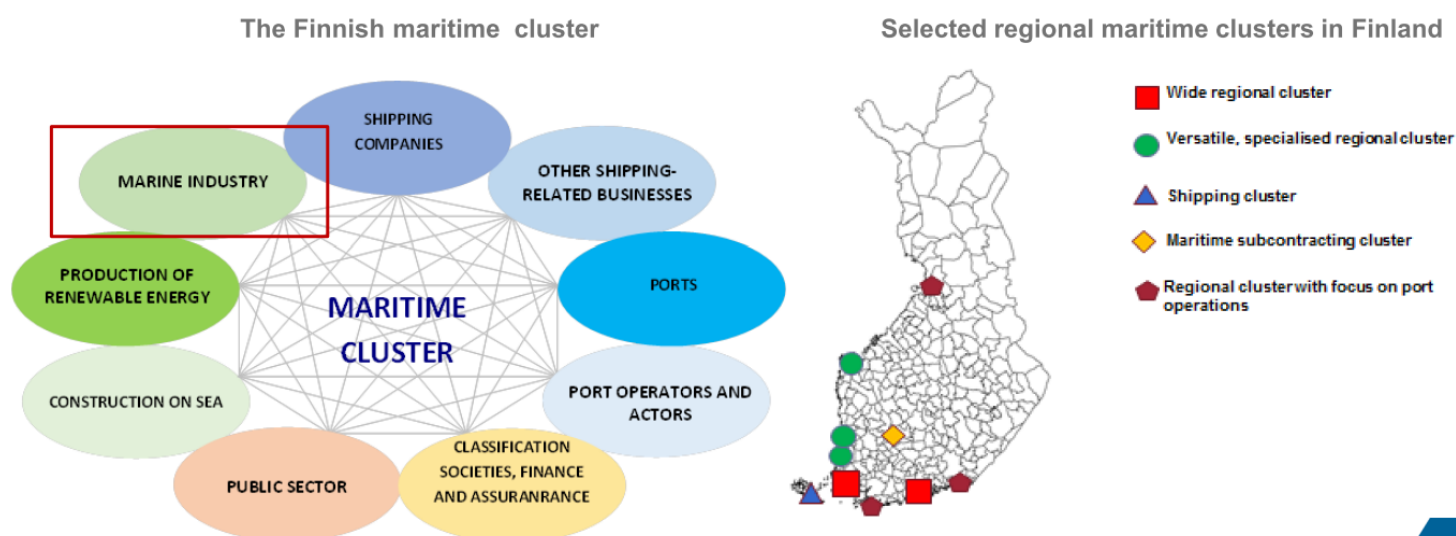 The Finnish maritime cluster
Selected regional maritime clusters in Finland
SHIPPING
COMPANIES
MARINE INDUSTRY
OTHER SHIPPING-
RELATED BUSINESSES
PRODUCTION OF
RENEWABLE ENERGY
PORTS
MARITIME
CLUSTER
CONSTRUCTION ON SEA
PORT OPERATORS AND
ACTORS
PUBLIC SECTOR
CLASSIFICATION
SOCIETIES, FINANCE
AND ASSURANRANCE
Wide regional cluster
Versatile, specialised regional cluster
Shipping cluster
Maritime subcontracting cluster
Regional cluster with focus on port
operations